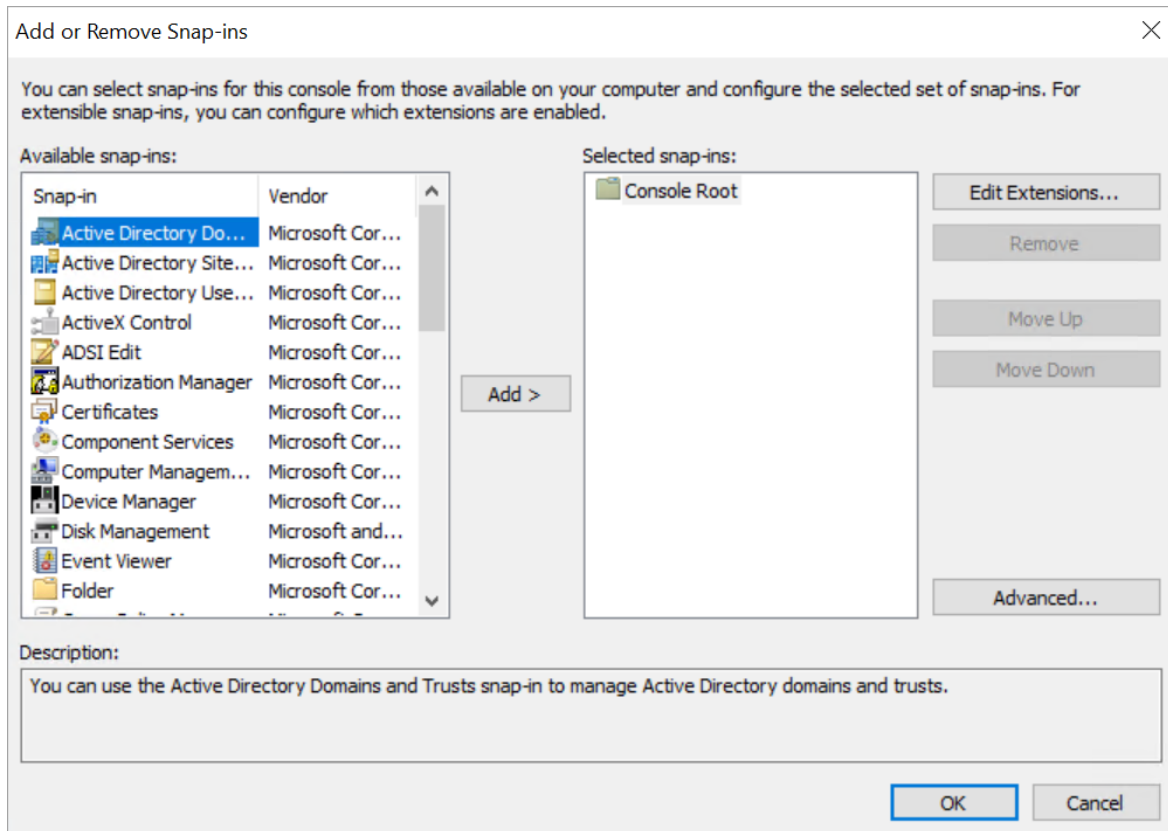 Add or Remove Snap-ins
You can select snap-ins for this console from those available on your computer and configure the selected set of snap-ins. For
extensible snap-ins, you can configure which extensions are enabled.
Available snap-ins:
Snap-in Vendor
Active Directory Do... Microsoft Cor...
Active Directory Site... Microsoft Cor...
Active Directory Use... Microsoft Cor...
ActiveX Control Microsoft Cor...
ADSI Edit Microsoft Cor...
Authorization Manager Microsoft Cor...
Certificates Microsoft Cor...
Component Services Microsoft Cor...
Computer Managem... Microsoft Cor...
Device Manager Microsoft Cor...
Disk Management Microsoft and...
Event Viewer Microsoft Cor...
Folder Microsoft Cor...
Add >
Selected snap-ins:
Console Root
Edit Extensions...
Remove
Move Up
Move Down
Advanced...
Description:
You can use the Active Directory Domains and Trusts snap-in to manage Active Directory domains and trusts.
OK Cancel